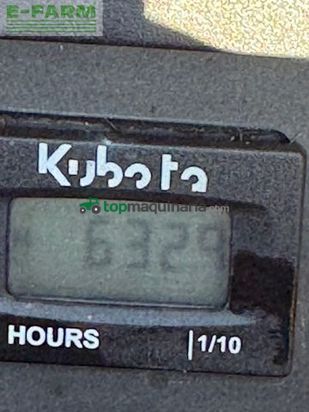 E-FARM
Kubota
topmaquinaria.com
6329
HOURS |1/10